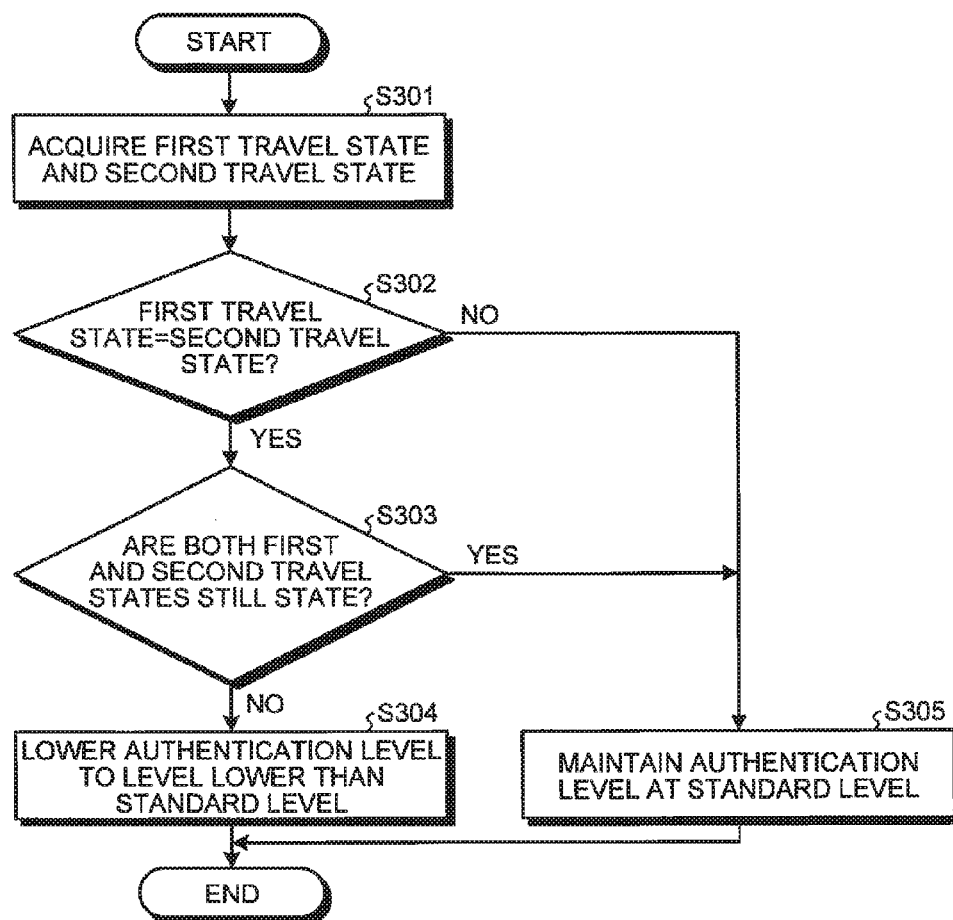 START
S301
ACQUIRE FIRST TRAVEL STATE
AND SECOND TRAVEL STATE
S302
FIRST TRAVEL
STATE=SECOND TRAVEL
STATE?
NO
YES
S303
ARE BOTH FIRST
AND SECOND TRAVEL
STATES STILL STATE?
YES
NO
S304
LOWER AUTHENTICATION LEVEL
TO LEVEL LOWER THAN
STANDARD LEVEL
S305
MAINTAIN AUTHENTICATION
LEVEL AT STANDARD LEVEL
END